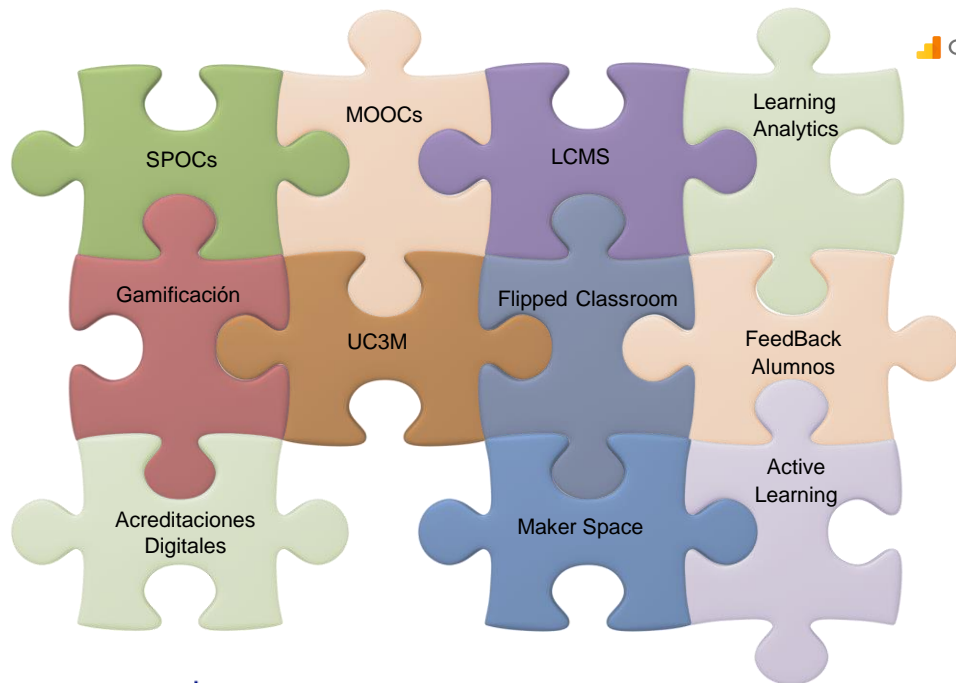 SPOCs
MOOCs
LCMS
Learning
Analytics
Gamificación
UC3M
Flipped Classroom
FeedBack
Alumnos
Acreditaciones
Digitales
Maker Space
Active
Learning